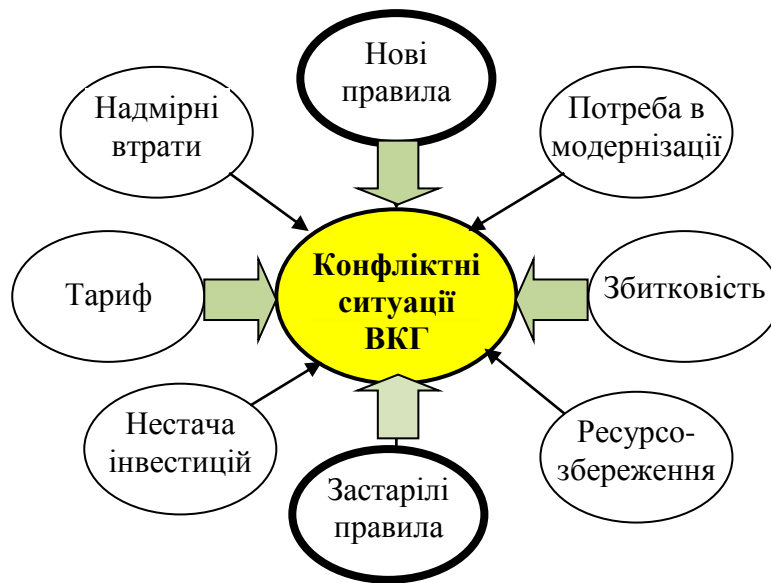 Нові
правила
Надмірні
втрати
Потреба в
модернізації
Тариф
Конфліктні
ситуації
ВКГ
Збитковість
Нестача
інвестицій
Ресурсо-
збереження
Застарілі
правила